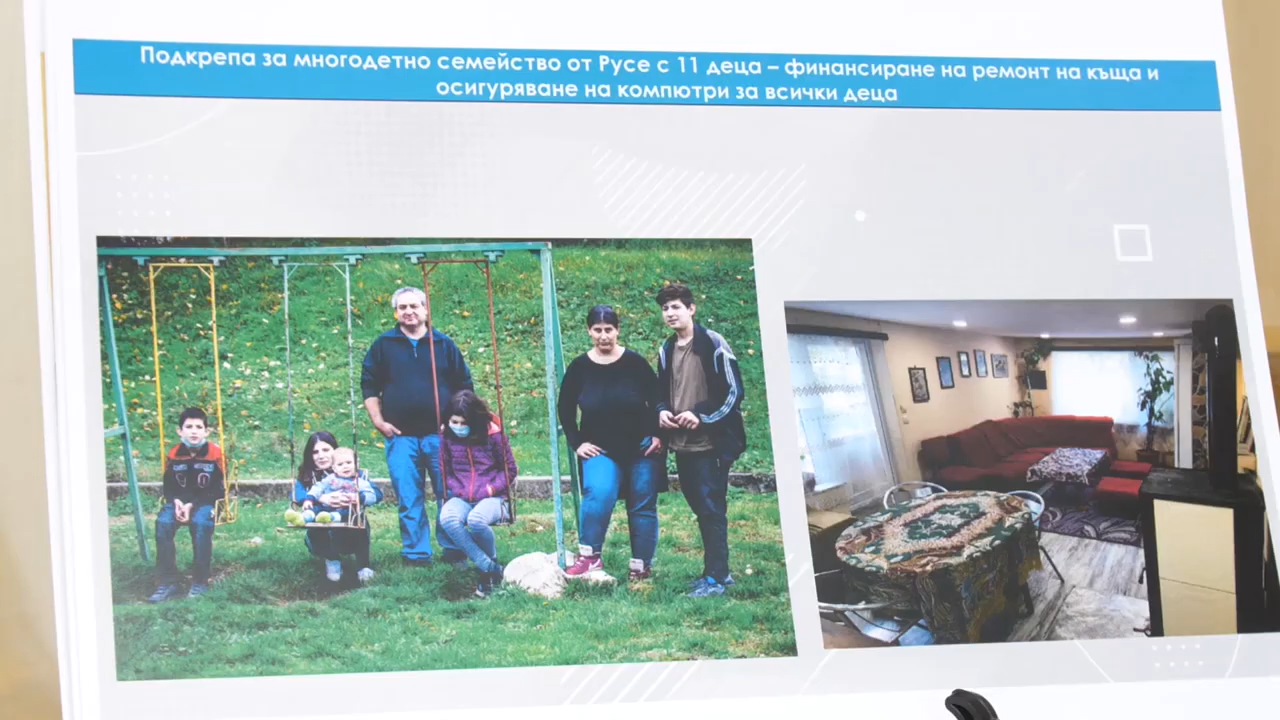 Подкрепа за многодетно семейство от Русе с 11 деца – финансиране на ремонт на къща и
осигуряване на компютри за всички деца